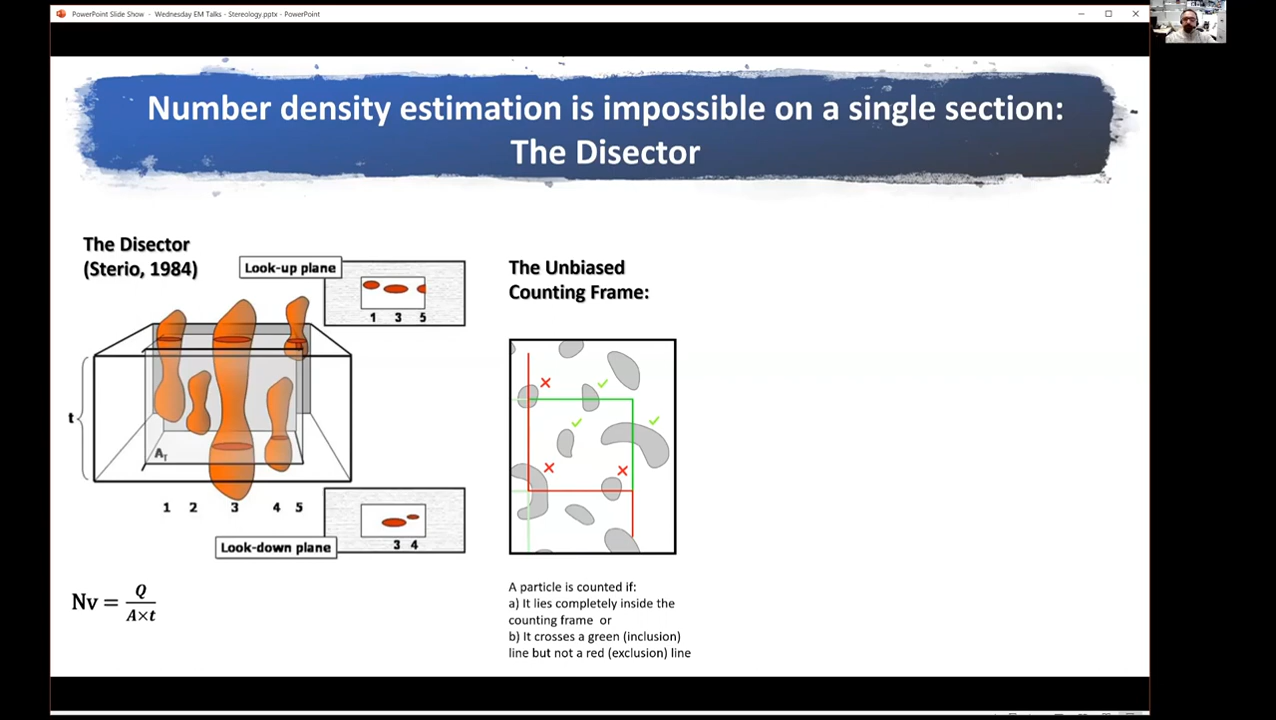 PowerPoint Slide Show - Wednesday EM Talks - Stereology.pptx - PowerPoint
Number density estimation is impossible on a single section:
The Disector
The Disector
(Sterio, 1984)
Look-up plane
1 3 5
t
AT
1 2 3 4 5
3 4
Look-down plane
Nv = Q / A×t
The Unbiased
Counting Frame:
A particle is counted if:
a) It lies completely inside the
counting frame or
b) It crosses a green (inclusion)
line but not a red (exclusion) line